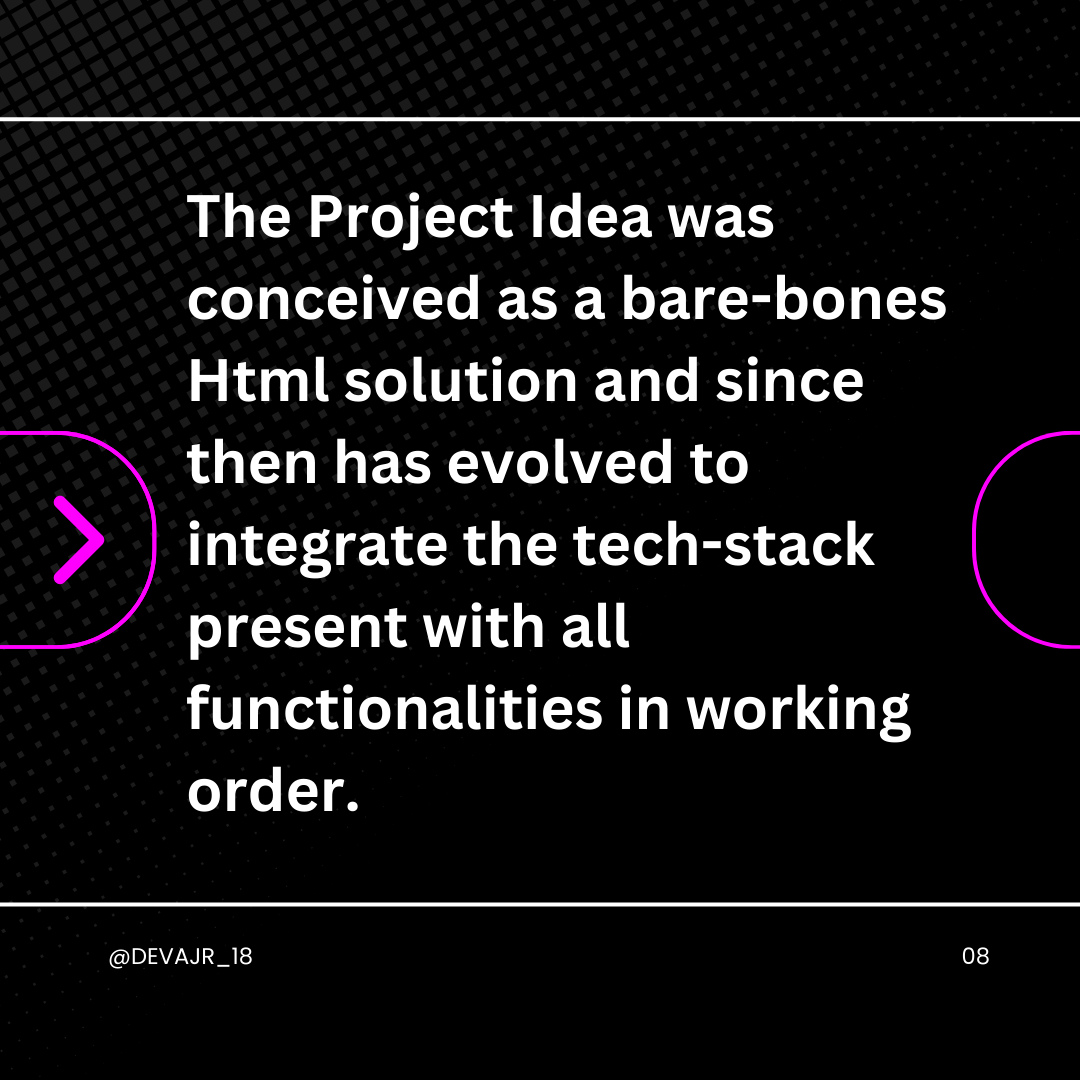 The Project Idea was
conceived as a bare-bones
Html solution and since
then has evolved to
integrate the tech-stack
present with all
functionalities in working
order.
@DEVAJR_18
08